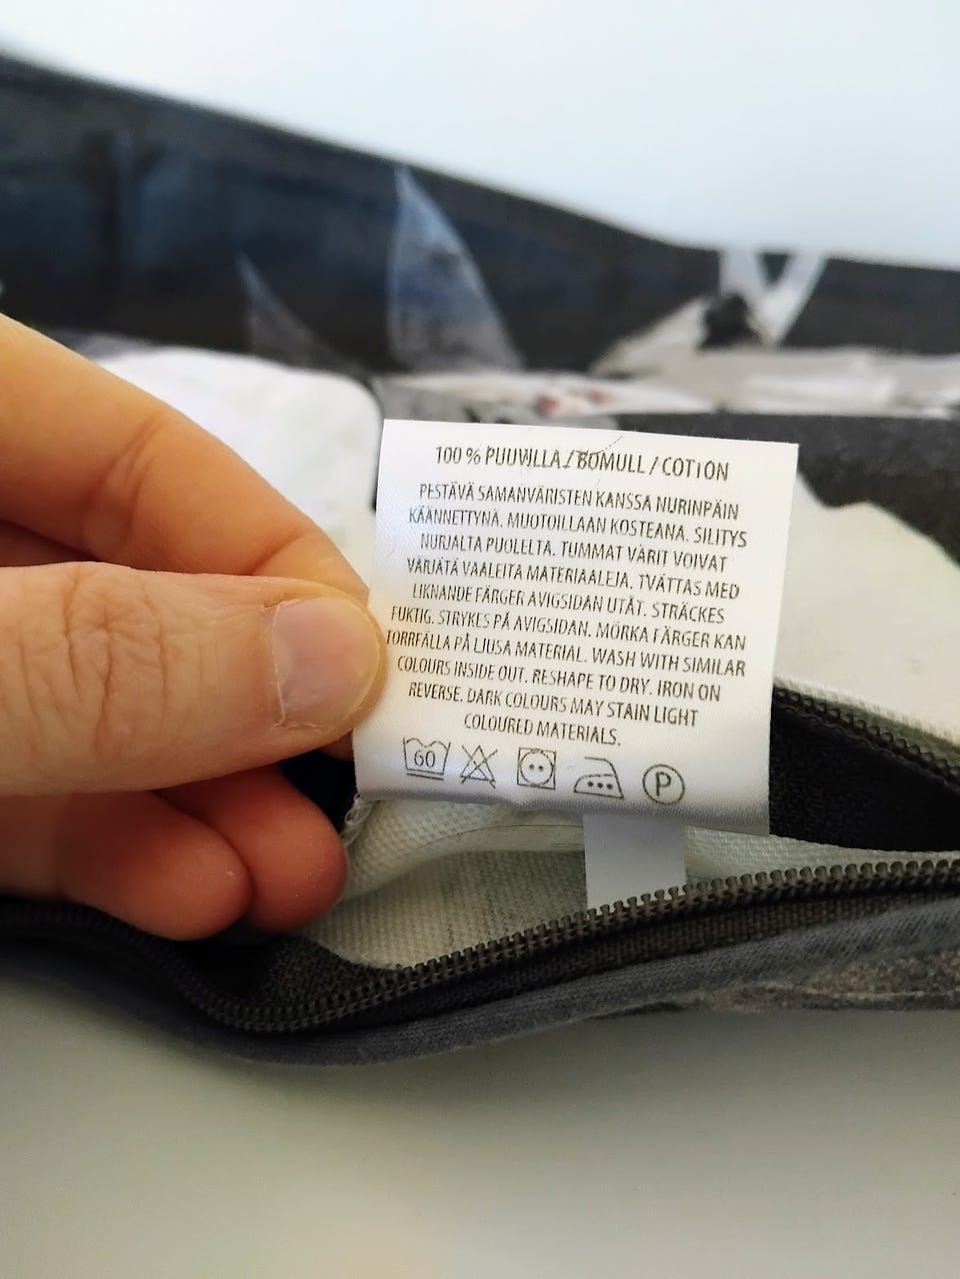 100 % PUUVILLA / BOMULL / COTTON
PESTÄVÄ SAMANVÄRISTEN KANSSA NURINPÄIN
KÄÄNNETTYNÄ. MUOTOILLAAN KOSTEANA. SILITYS
NURJALTA PUOLELTA. TUMMAT VÄRIT VOIVAT
VÄRJÄTÄ VAALEITA MATERIAALEJA. TVÄTTAS MED
LIKNANDE FÄRGER AVIGSIDAN UTÅT. STRÄCKES
FUKTIG. STRYKES PÅ AVIGSIDAN. MÖRKA FÄRGER KAN
TORRFÄLLA PÅ LJUSA MATERIAL. WASH WITH SIMILAR
COLOURS INSIDE OUT. RESHAPE TO DRY. IRON ON
REVERSE. DARK COLOURS MAY STAIN LIGHT
COLOURED MATERIALS.
60 P